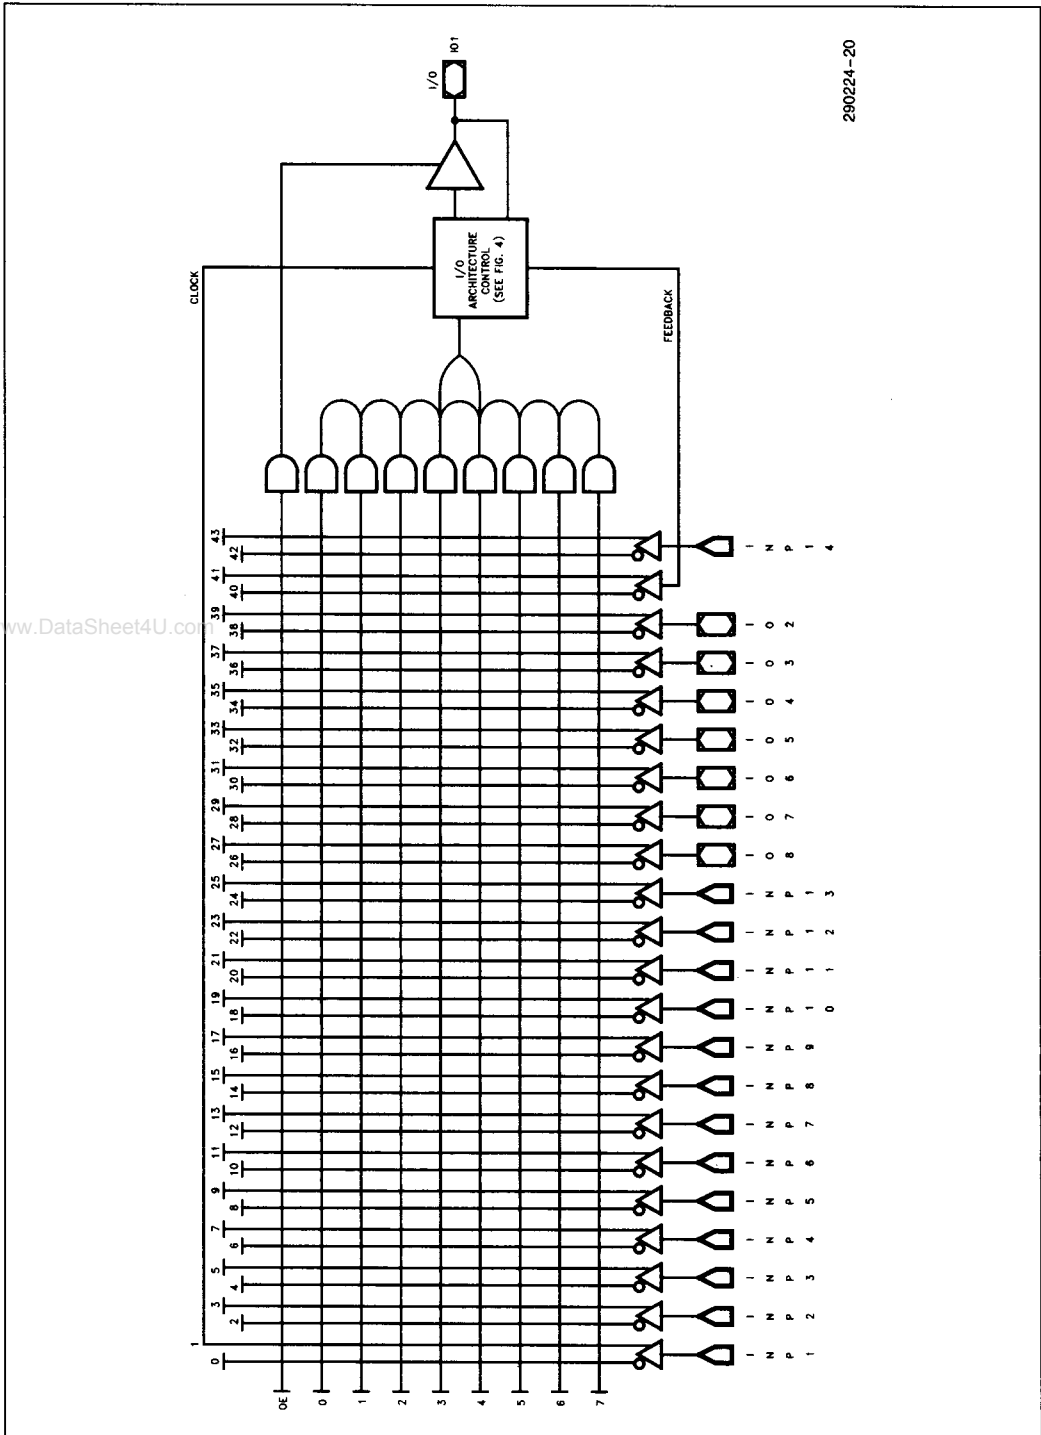 290224-20
I/O
IO1
CLOCK
I/O
ARCHITECTURE
CONTROL
(SEE FIG. 4)
FEEDBACK
43
42
41
40
39
38
37
36
35
34
33
32
31
30
29
28
27
26
25
24
23
22
21
20
19
18
17
16
15
14
13
12
11
10
9
8
7
6
5
4
3
2
1
0
INP14
IO2
IO3
IO4
IO5
IO6
IO7
IO8
INP13
INP12
INP11
INP10
INP9
INP8
INP7
INP6
INP5
INP4
INP3
INP2
INP1
OE
0
1
2
3
4
5
6
7
ww.DataSheet4U.com